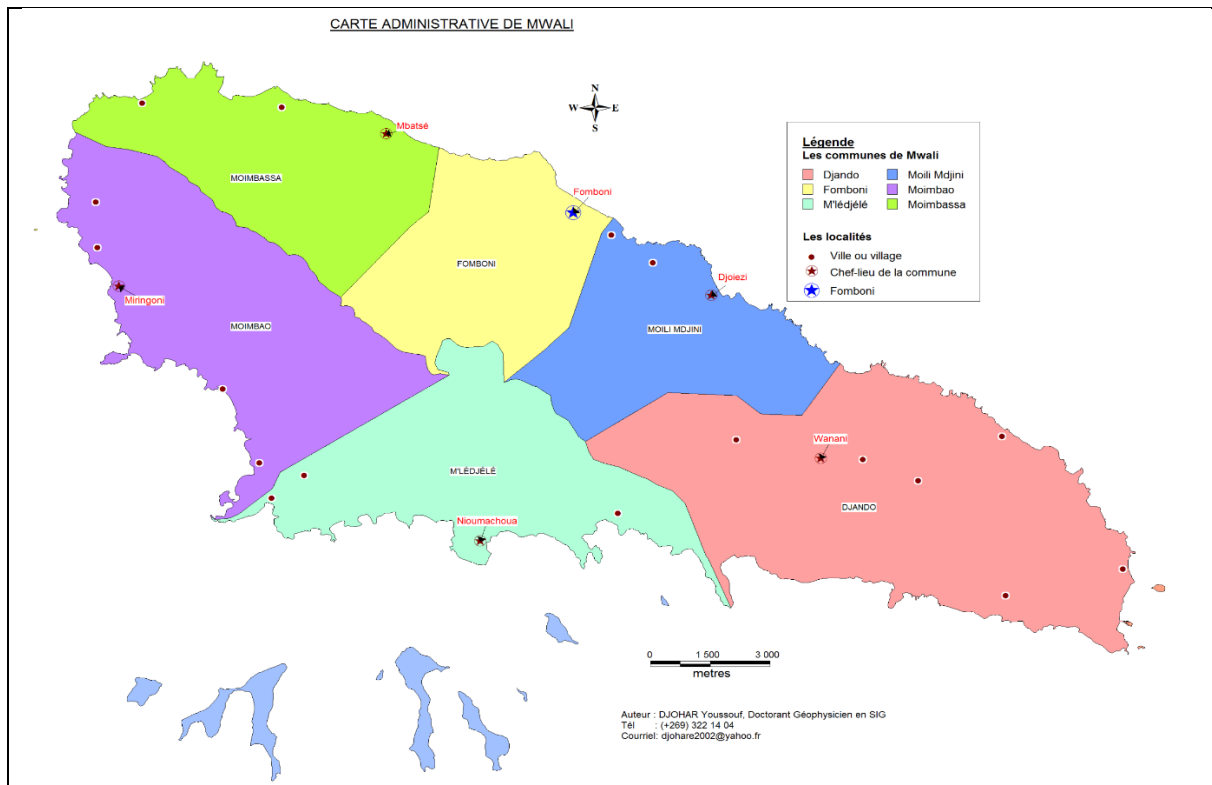 CARTE ADMINISTRATIVE DE MWALI
N
W E
S
Mbatsé
MOIMBASSA
Fomboni
FOMBONI
Djoiezi
Miringoni
MOIMBAO
MOILI MDJINI
Wanani
M'LÉDJÉLÉ
DJANDO
Nioumachoua
Légende
Les communes de Mwali
Djando Moili Mdjini
Fomboni Moimbao
M'lédjélé Moimbassa
Les localités
Ville ou village
Chef-lieu de la commune
Fomboni
0 1 500 3 000
metres
Auteur : DJOHAR Youssouf, Doctorant Géophysicien en SIG
Tél : (+269) 322 14 04
Courriel: djohare2002@yahoo.fr